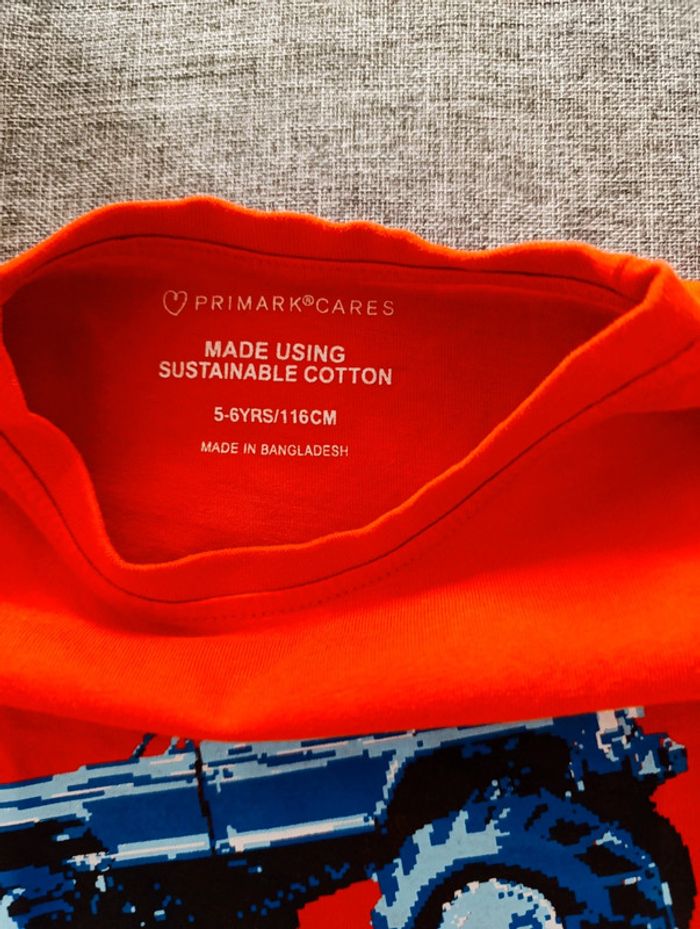 PRIMARK®CARES
MADE USING
SUSTAINABLE COTTON
5-6YRS/116CM
MADE IN BANGLADESH